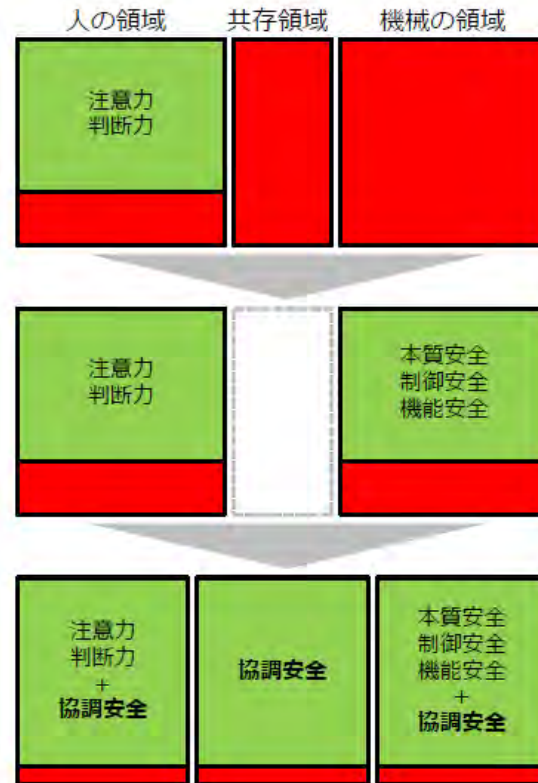 人の領域 共存領域 機械の領域
注意力
判断力
注意力
判断力
本質安全
制御安全
機能安全
注意力
判断力
+
協調安全
協調安全
本質安全
制御安全
機能安全
+
協調安全